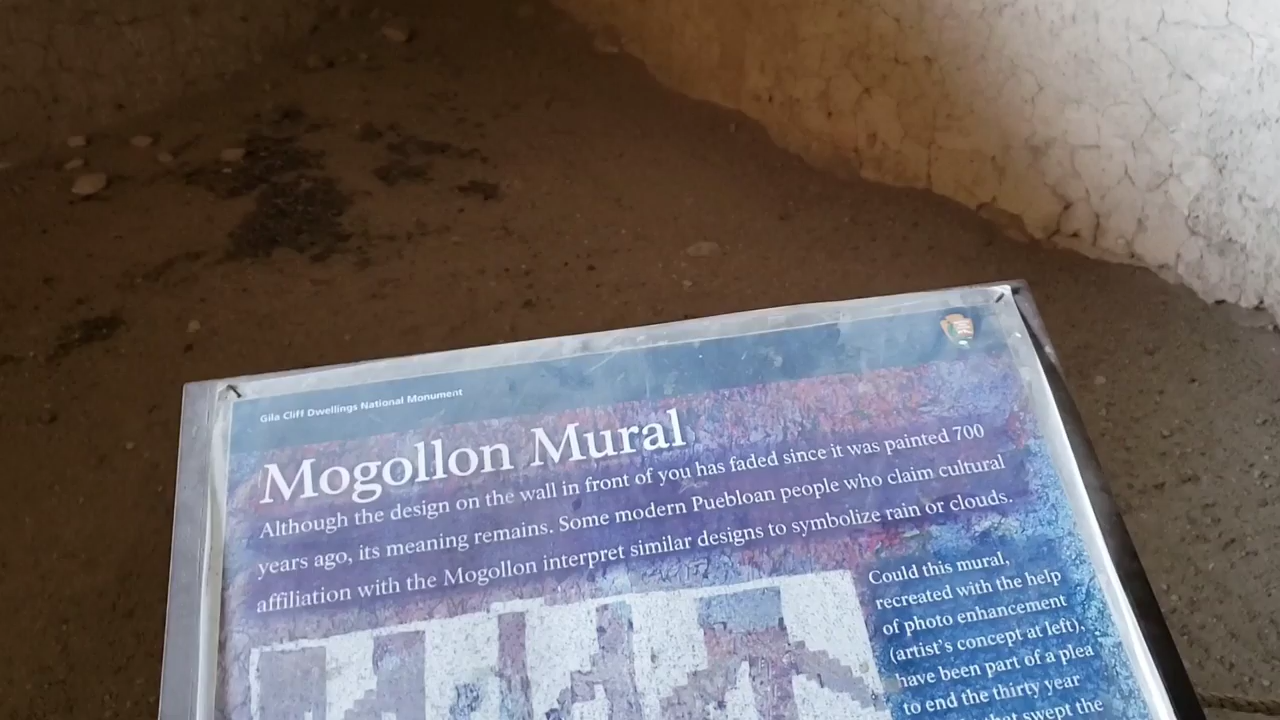 Gila Cliff Dwellings National Monument
Mogollon Mural
Although the design on the wall in front of you has faded since it was painted 700
years ago, its meaning remains. Some modern Puebloan people who claim cultural
affiliation with the Mogollon interpret similar designs to symbolize rain or clouds.
Could this mural,
recreated with the help
of photo enhancement
(artist's concept at left),
have been part of a plea
to end the thirty year
that swept the